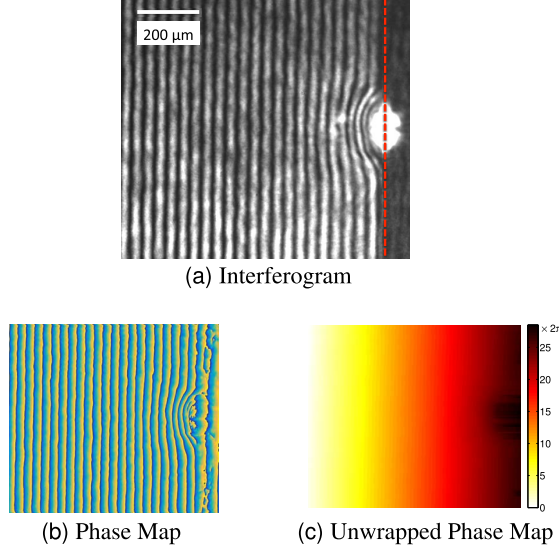 200 µm
(a) Interferogram
× 2π
25
20
15
10
5
0
(b) Phase Map
(c) Unwrapped Phase Map